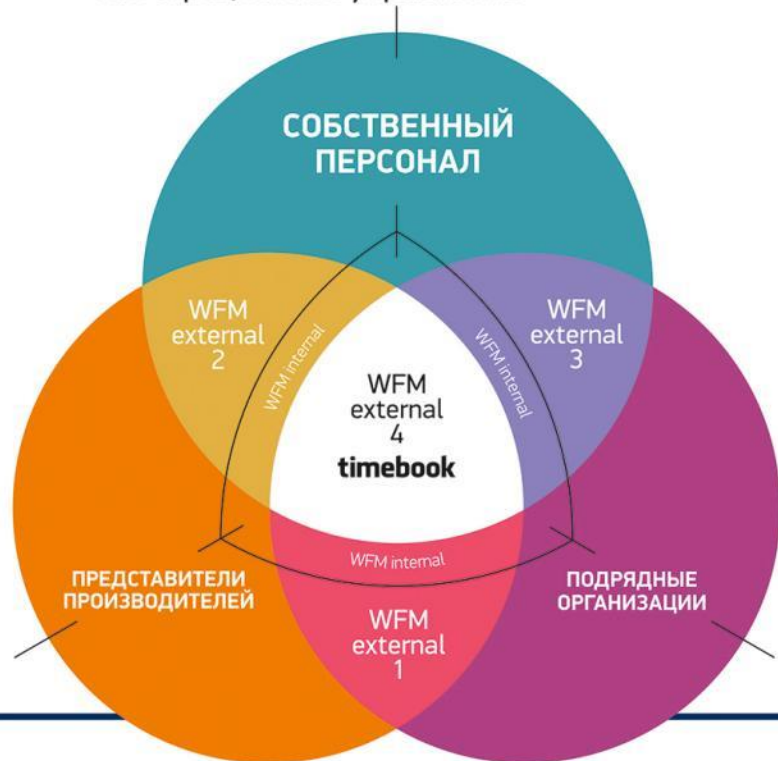 СОБСТВЕННЫЙ
ПЕРСОНАЛ
WFM
external
2
WFM internal
WFM
external
4
timebook
WFM internal
WFM
external
3
WFM internal
ПРЕДСТАВИТЕЛИ
ПРОИЗВОДИТЕЛЕЙ
WFM
external
1
ПОДРЯДНЫЕ
ОРГАНИЗАЦИИ